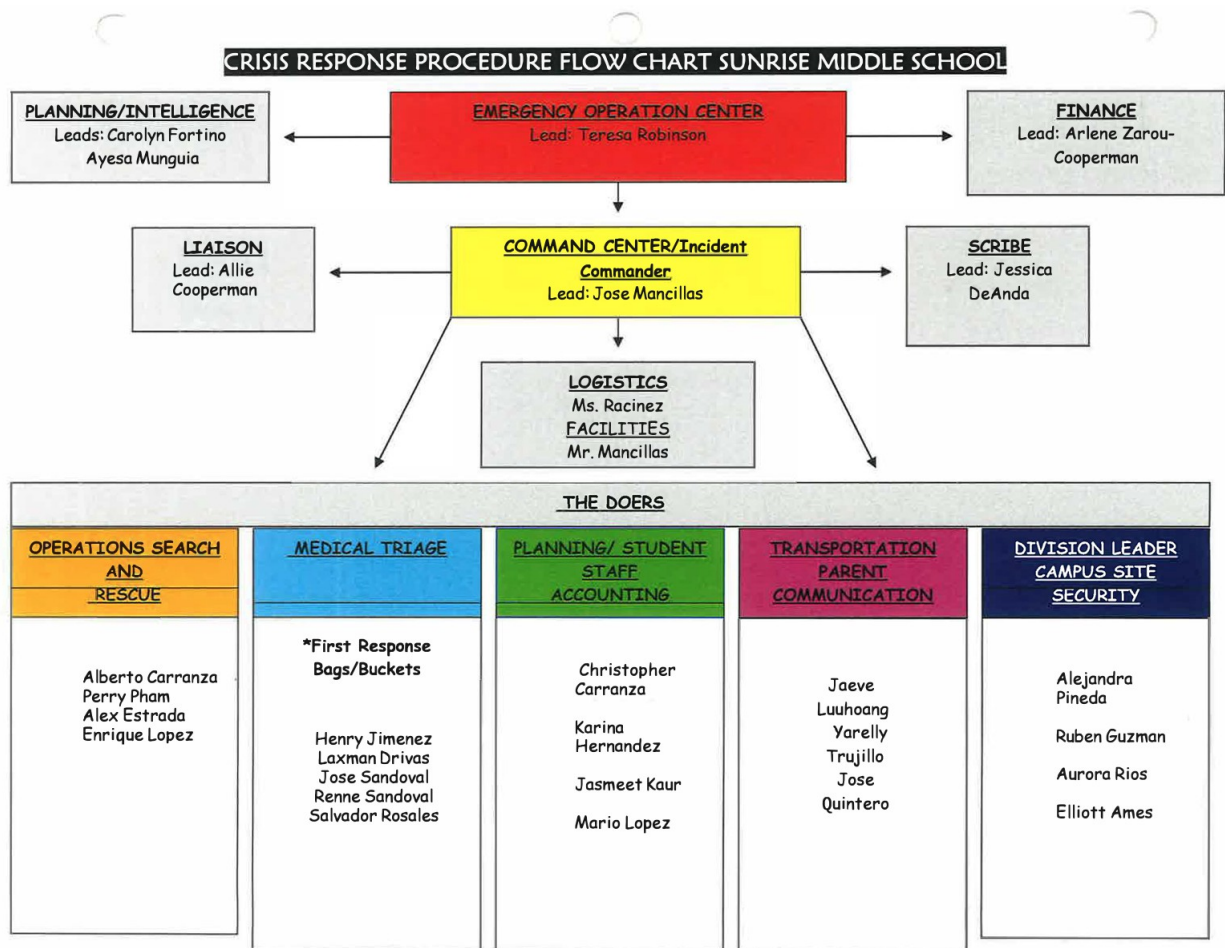 CRISIS RESPONSE PROCEDURE FLOW CHART SUNRISE MIDDLE SCHOOL
PLANNING/INTELLIGENCE
Leads: Carolyn Fortino
Ayesa Munguia
EMERGENCY OPERATION CENTER
Lead: Teresa Robinson
FINANCE
Lead: Arlene Zarou-
Cooperman
LIAISON
Lead: Allie
Cooperman
COMMAND CENTER/Incident
Commander
Lead: Jose Mancillas
SCRIBE
Lead: Jessica
DeAnda
LOGISTICS
Ms. Racinez
FACILITIES
Mr. Mancillas
THE DOERS
OPERATIONS SEARCH
AND
RESCUE
Alberto Carranza
Perry Pham
Alex Estrada
Enrique Lopez
MEDICAL TRIAGE
*First Response
Bags/Buckets
Henry Jimenez
Laxman Drivas
Jose Sandoval
Renne Sandoval
Salvador Rosales
PLANNING/ STUDENT
STAFF
ACCOUNTING
Christopher
Carranza
Karina
Hernandez
Jasmeet Kaur
Mario Lopez
TRANSPORTATION
PARENT
COMMUNICATION
Jaeve
Luuhoang
Yarelly
Trujillo
Jose
Quintero
DIVISION LEADER
CAMPUS SITE
SECURITY
Alejandra
Pineda
Ruben Guzman
Aurora Rios
Elliott Ames